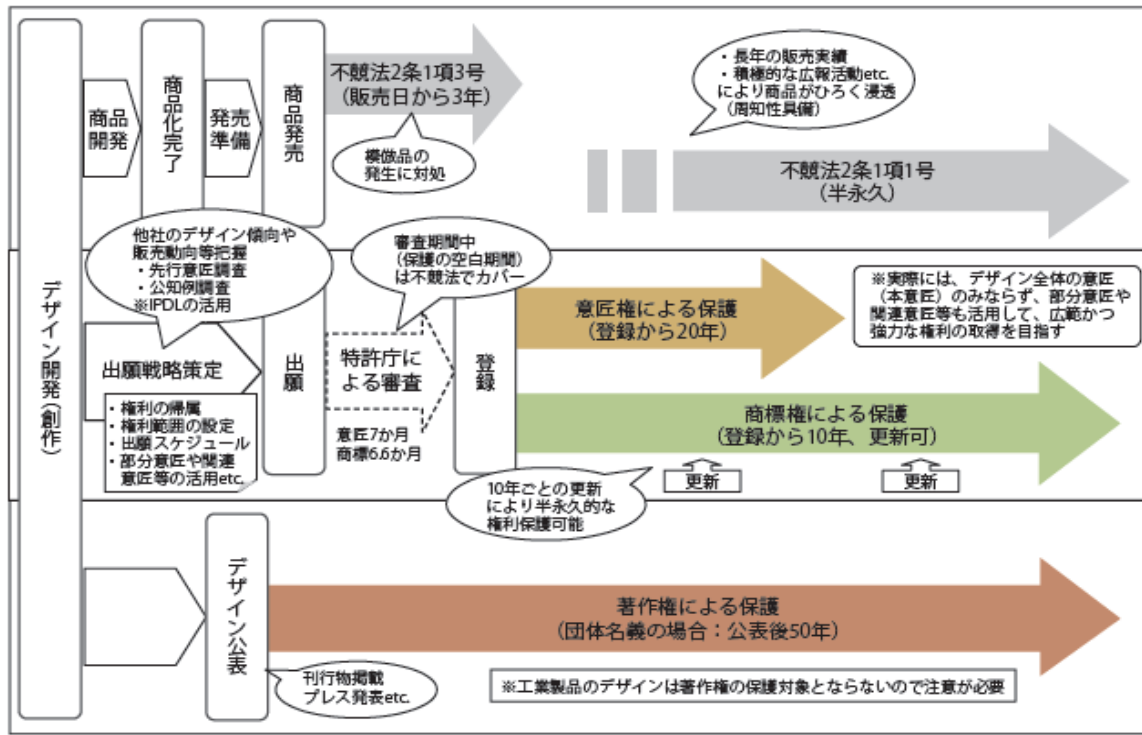 デザイン開発(創作)
商品
開発
商品化完了
発売
準備
商品発売
不競法2条1項3号
(販売日から3年)
模倣品の
発生に対処
・長年の販売実績
・積極的な広報活動etc.
により商品がひろく浸透
(周知性具備)
不競法2条1項1号
(半永久)
他社のデザイン傾向や
販売動向等把握
・先行意匠調査
・公知例調査
※IPDLの活用
出願戦略策定
・権利の帰属
・権利範囲の設定
・出願スケジュール
・部分意匠や関連
意匠等の活用etc.
出願
審査期間中
(保護の空白期間)
は不競法でカバー
特許庁に
よる審査
意匠7か月
商標6.6か月
登録
意匠権による保護
(登録から20年)
※実際には、デザイン全体の意匠
(本意匠)のみならず、部分意匠や
関連意匠等も活用して、広範かつ
強力な権利の取得を目指す
商標権による保護
(登録から10年、更新可)
更新
更新
10年ごとの更新
により半永久的な
権利保護可能
デザイン公表
著作権による保護
(団体名義の場合:公表後50年)
刊行物掲載
プレス発表etc.
※工業製品のデザインは著作権の保護対象とならないので注意が必要